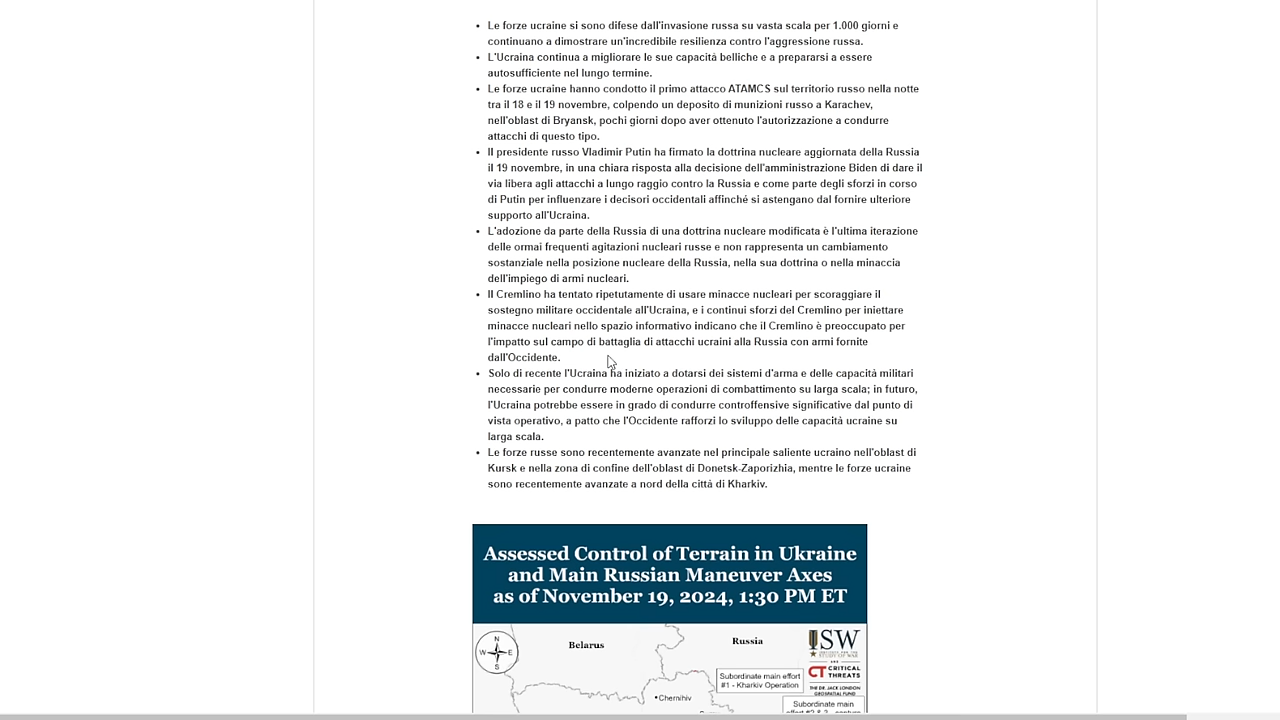 • Le forze ucraine si sono difese dall'invasione russa su vasta scala per 1.000 giorni e
continuano a dimostrare un'incredibile resilienza contro l'aggressione russa.
• L'Ucraina continua a migliorare le sue capacità belliche e a prepararsi a essere
autosufficiente nel lungo termine.
• Le forze ucraine hanno condotto il primo attacco ATAMCS sul territorio russo nella notte
tra il 18 e il 19 novembre, colpendo un deposito di munizioni russo a Karachev,
nell'oblast di Bryansk, pochi giorni dopo aver ottenuto l'autorizzazione a condurre
attacchi di questo tipo.
• Il presidente russo Vladimir Putin ha firmato la dottrina nucleare aggiornata della Russia
il 19 novembre, in una chiara risposta alla decisione dell'amministrazione Biden di dare il
via libera agli attacchi a lungo raggio contro la Russia e come parte degli sforzi in corso
di Putin per influenzare i decisori occidentali affinché si astengano dal fornire ulteriore
supporto all'Ucraina.
• L'adozione da parte della Russia di una dottrina nucleare modificata è l'ultima iterazione
delle ormai frequenti agitazioni nucleari russe e non rappresenta un cambiamento
sostanziale nella posizione nucleare della Russia, nella sua dottrina o nella minaccia
dell'impiego di armi nucleari.
• Il Cremlino ha tentato ripetutamente di usare minacce nucleari per scoraggiare il
sostegno militare occidentale all'Ucraina, e i continui sforzi del Cremlino per iniettare
minacce nucleari nello spazio informativo indicano che il Cremlino è preoccupato per
l'impatto sul campo di battaglia di attacchi ucraini alla Russia con armi fornite
dall'Occidente.
• Solo di recente l'Ucraina ha iniziato a dotarsi dei sistemi d'arma e delle capacità militari
necessarie per condurre moderne operazioni di combattimento su larga scala; in futuro,
l'Ucraina potrebbe essere in grado di condurre controffensive significative dal punto di
vista operativo, a patto che l'Occidente rafforzi lo sviluppo delle capacità ucraine su
larga scala.
• Le forze russe sono recentemente avanzate nel principale saliente ucraino nell'oblast di
Kursk e nella zona di confine dell'oblast di Donetsk-Zaporizhia, mentre le forze ucraine
sono recentemente avanzate a nord della città di Kharkiv.
Assessed Control of Terrain in Ukraine
and Main Russian Maneuver Axes
as of November 19, 2024, 1:30 PM ET
N
W E
S
Belarus
Russia
ISW
CT CRITICAL
THREATS
THE DR. JACK LONDON
GEOSPATIAL FUND
Subordinate main effort
#1 - Kharkiv Operation
Chernihiv
Subordinate main